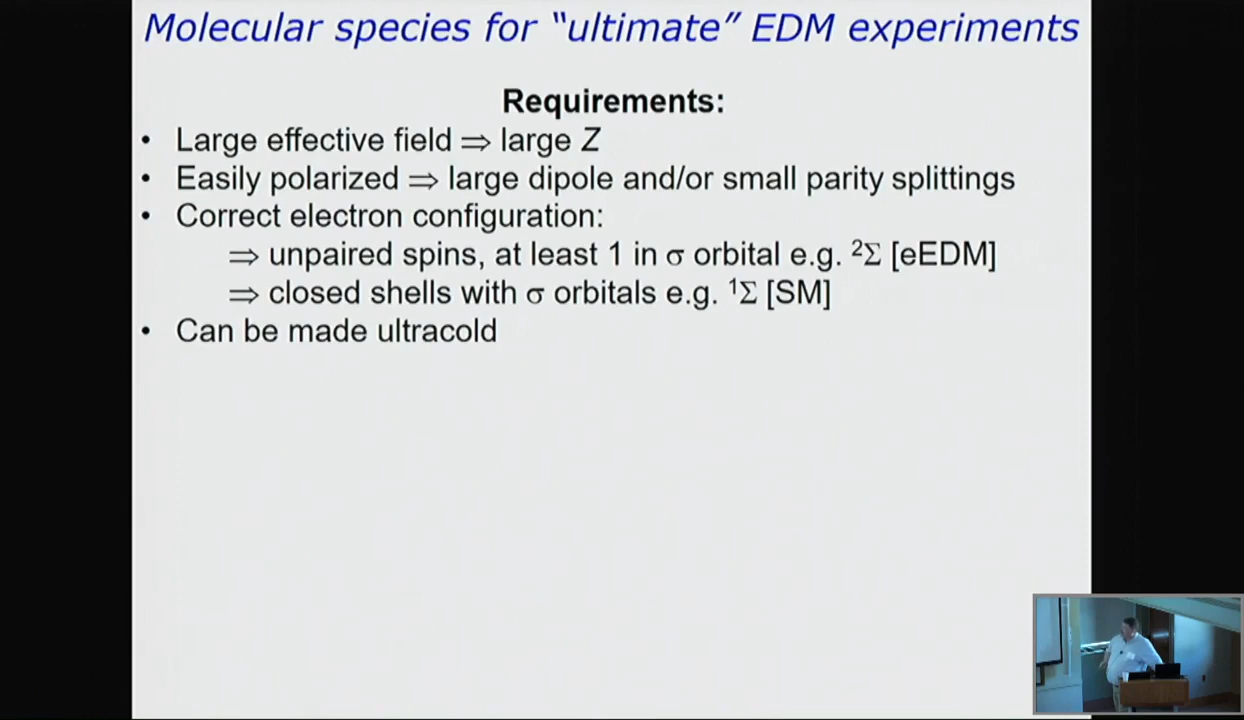 Molecular species for “ultimate” EDM experiments
Requirements:
• Large effective field ⇒ large Z
• Easily polarized ⇒ large dipole and/or small parity splittings
• Correct electron configuration:
⇒ unpaired spins, at least 1 in σ orbital e.g. ²Σ [eEDM]
⇒ closed shells with σ orbitals e.g. ¹Σ [SM]
• Can be made ultracold